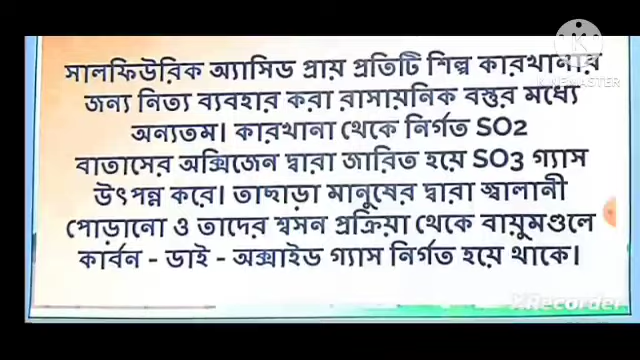 সালফিউরিক অ্যাসিড প্রায় প্রতিটি শিল্প কারখানার
জন্য নিত্য ব্যবহার করা রাসায়নিক বস্তুর মধ্যে
অন্যতম। কারখানা থেকে নির্গত SO2
বাতাসের অক্সিজেন দ্বারা জারিত হয়ে SO3 গ্যাস
উৎপন্ন করে। তাছাড়া মানুষের দ্বারা জ্বালানী
পোড়ানো ও তাদের শ্বসন প্রক্রিয়া থেকে বায়ুমণ্ডলে
কার্বন - ডাই - অক্সাইড গ্যাস নির্গত হয়ে থাকে।
XRecorder